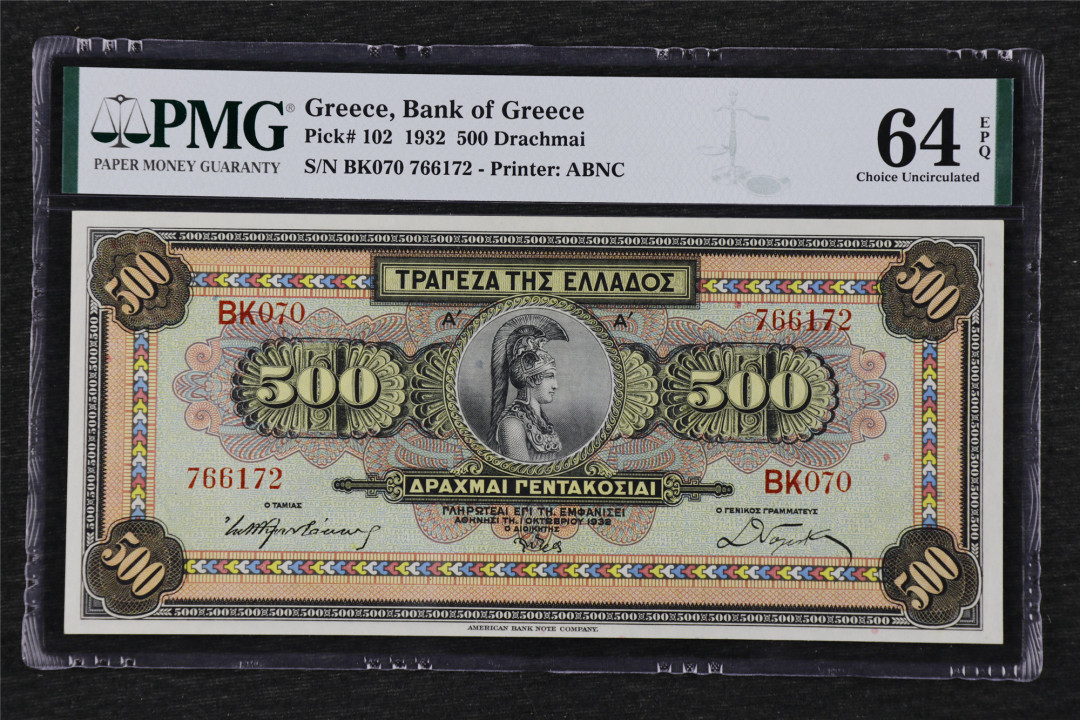 PMG®
PAPER MONEY GUARANTY
Greece, Bank of Greece
Pick# 102 1932 500 Drachmai
S/N BK070 766172 - Printer: ABNC
64 EPQ
Choice Uncirculated
500 500
ΤΡΑΠΕΖΑ ΤΗΣ ΕΛΛΑΔΟΣ
BK070 Α΄ Α΄ 766172
500 500
766172 BK070
ΔΡΑΧΜΑΙ ΠΕΝΤΑΚΟΣΙΑΙ
Ο ΤΑΜΙΑΣ
ΠΛΗΡΩΤΕΑΙ ΕΠΙ ΤΗ, ΕΜΦΑΝΙΣΕΙ
ΑΘΗΝΗΣΙ ΤΗ, 1 ΟΚΤΩΒΡΙΟΥ 1932
Ο ΔΙΟΙΚΗΤΗΣ
Ο ΓΕΝΙΚΟΣ ΓΡΑΜΜΑΤΕΥΣ
500 500
AMERICAN BANK NOTE COMPANY.